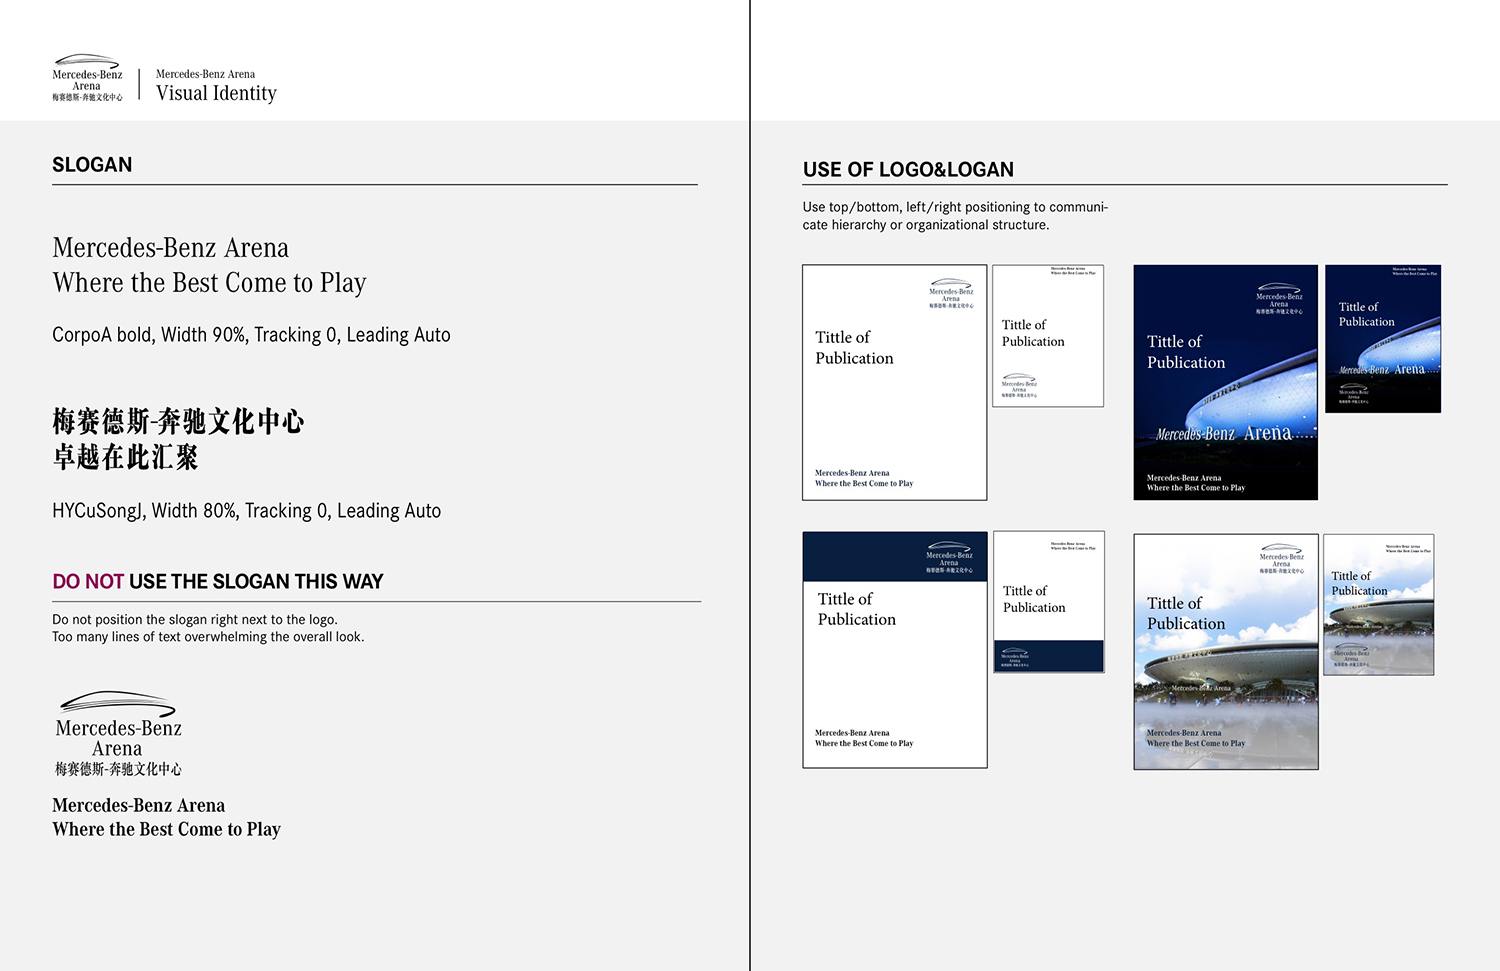 Mercedes-Benz
Arena
梅赛德斯-奔驰文化中心
Mercedes-Benz Arena
Visual Identity
SLOGAN
Mercedes-Benz Arena
Where the Best Come to Play
CorpoA bold, Width 90%, Tracking 0, Leading Auto
梅赛德斯-奔驰文化中心
卓越在此汇聚
HYCuSongJ, Width 80%, Tracking 0, Leading Auto
DO NOT USE THE SLOGAN THIS WAY
Do not position the slogan right next to the logo.
Too many lines of text overwhelming the overall look.
Mercedes-Benz
Arena
梅赛德斯-奔驰文化中心
Mercedes-Benz Arena
Where the Best Come to Play
USE OF LOGO&LOGAN
Use top/bottom, left/right positioning to communi-
cate hierarchy or organizational structure.
Mercedes-Benz
Arena
梅赛德斯-奔驰文化中心
Tittle of
Publication
Mercedes-Benz Arena
Where the Best Come to Play
Mercedes-Benz Arena
Where the Best Come to Play
Tittle of
Publication
Mercedes-Benz
Arena
梅赛德斯-奔驰文化中心
Mercedes-Benz
Arena
梅赛德斯-奔驰文化中心
Tittle of
Publication
Mercedes-Benz Arena
Mercedes-Benz Arena
Where the Best Come to Play
Mercedes-Benz Arena
Where the Best Come to Play
Tittle of
Publication
Mercedes-Benz Arena
Mercedes-Benz
Arena
梅赛德斯-奔驰文化中心
Mercedes-Benz
Arena
梅赛德斯-奔驰文化中心
Tittle of
Publication
Mercedes-Benz Arena
Where the Best Come to Play
Mercedes-Benz Arena
Where the Best Come to Play
Tittle of
Publication
Mercedes-Benz
Arena
梅赛德斯-奔驰文化中心
Mercedes-Benz
Arena
梅赛德斯-奔驰文化中心
Tittle of
Publication
Mercedes-Benz Arena
Mercedes-Benz Arena
Where the Best Come to Play
Mercedes-Benz Arena
Where the Best Come to Play
Tittle of
Publication
Mercedes-Benz
Arena
梅赛德斯-奔驰文化中心